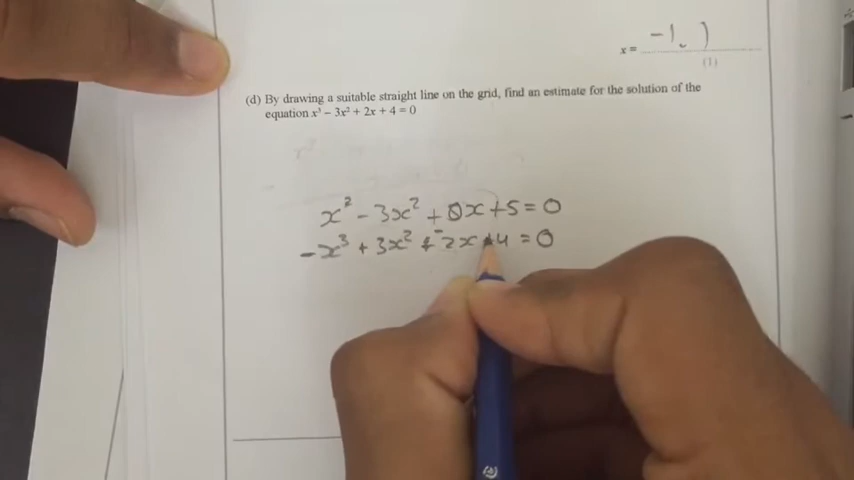 x = -1.1
(1)
(d) By drawing a suitable straight line on the grid, find an estimate for the solution of the
equation x³ – 3x² + 2x + 4 = 0
x² - 3x² + 0x + 5 = 0
- x³ + 3x² + -2x + 4 = 0